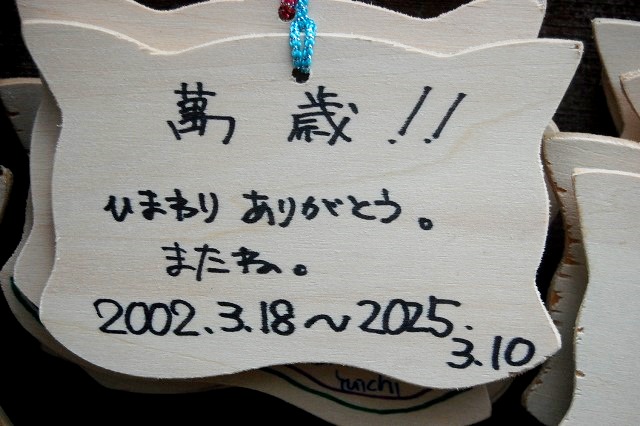 萬歳!!
ひまわり ありがとう。
またね。
2002.3.18〜2025.
3.10
Yuichi